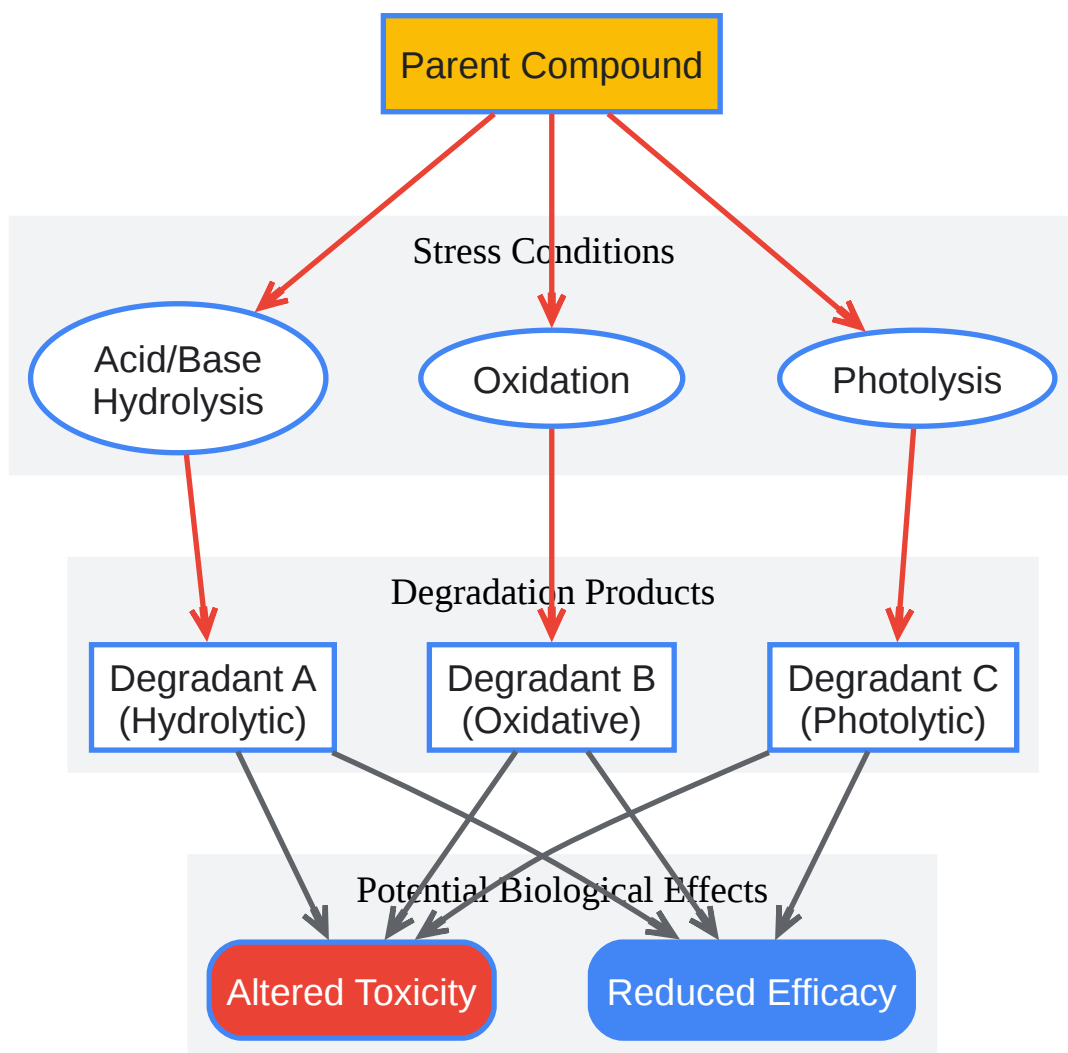 Parent Compound
Stress Conditions
Acid/Base
Hydrolysis
Oxidation
Photolysis
Degradation Products
Degradant A
(Hydrolytic)
Degradant B
(Oxidative)
Degradant C
(Photolytic)
Potential Biological Effects
Altered Toxicity
Reduced Efficacy